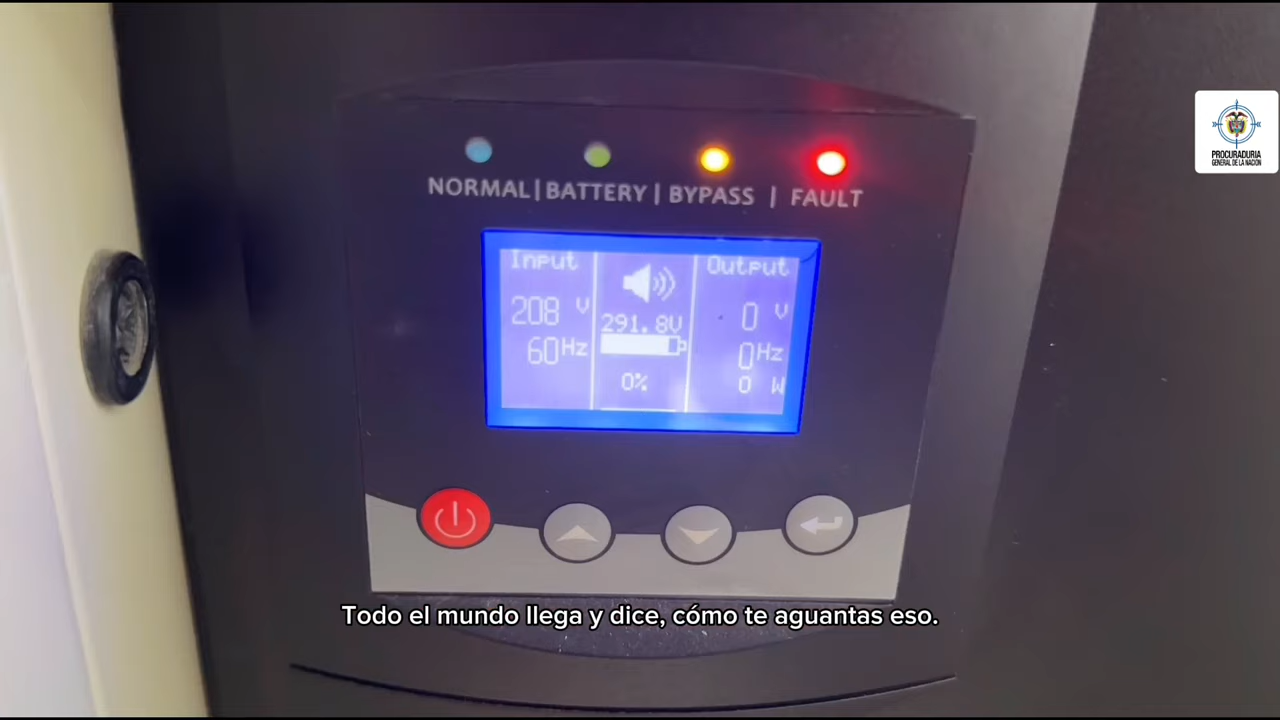 PROCURADURIA
GENERAL DE LA NACIÓN
NORMAL | BATTERY | BYPASS | FAULT
Input
208 V
60Hz
291.8V
0%
Output
0 V
0Hz
0 W
Todo el mundo llega y dice, cómo te aguantas eso.